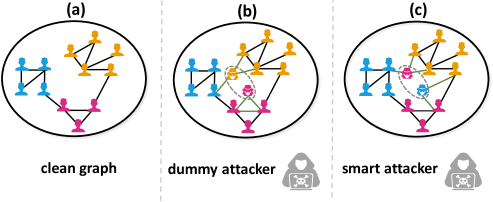 (a)
(b)
(c)
clean graph
dummy attacker
smart attacker